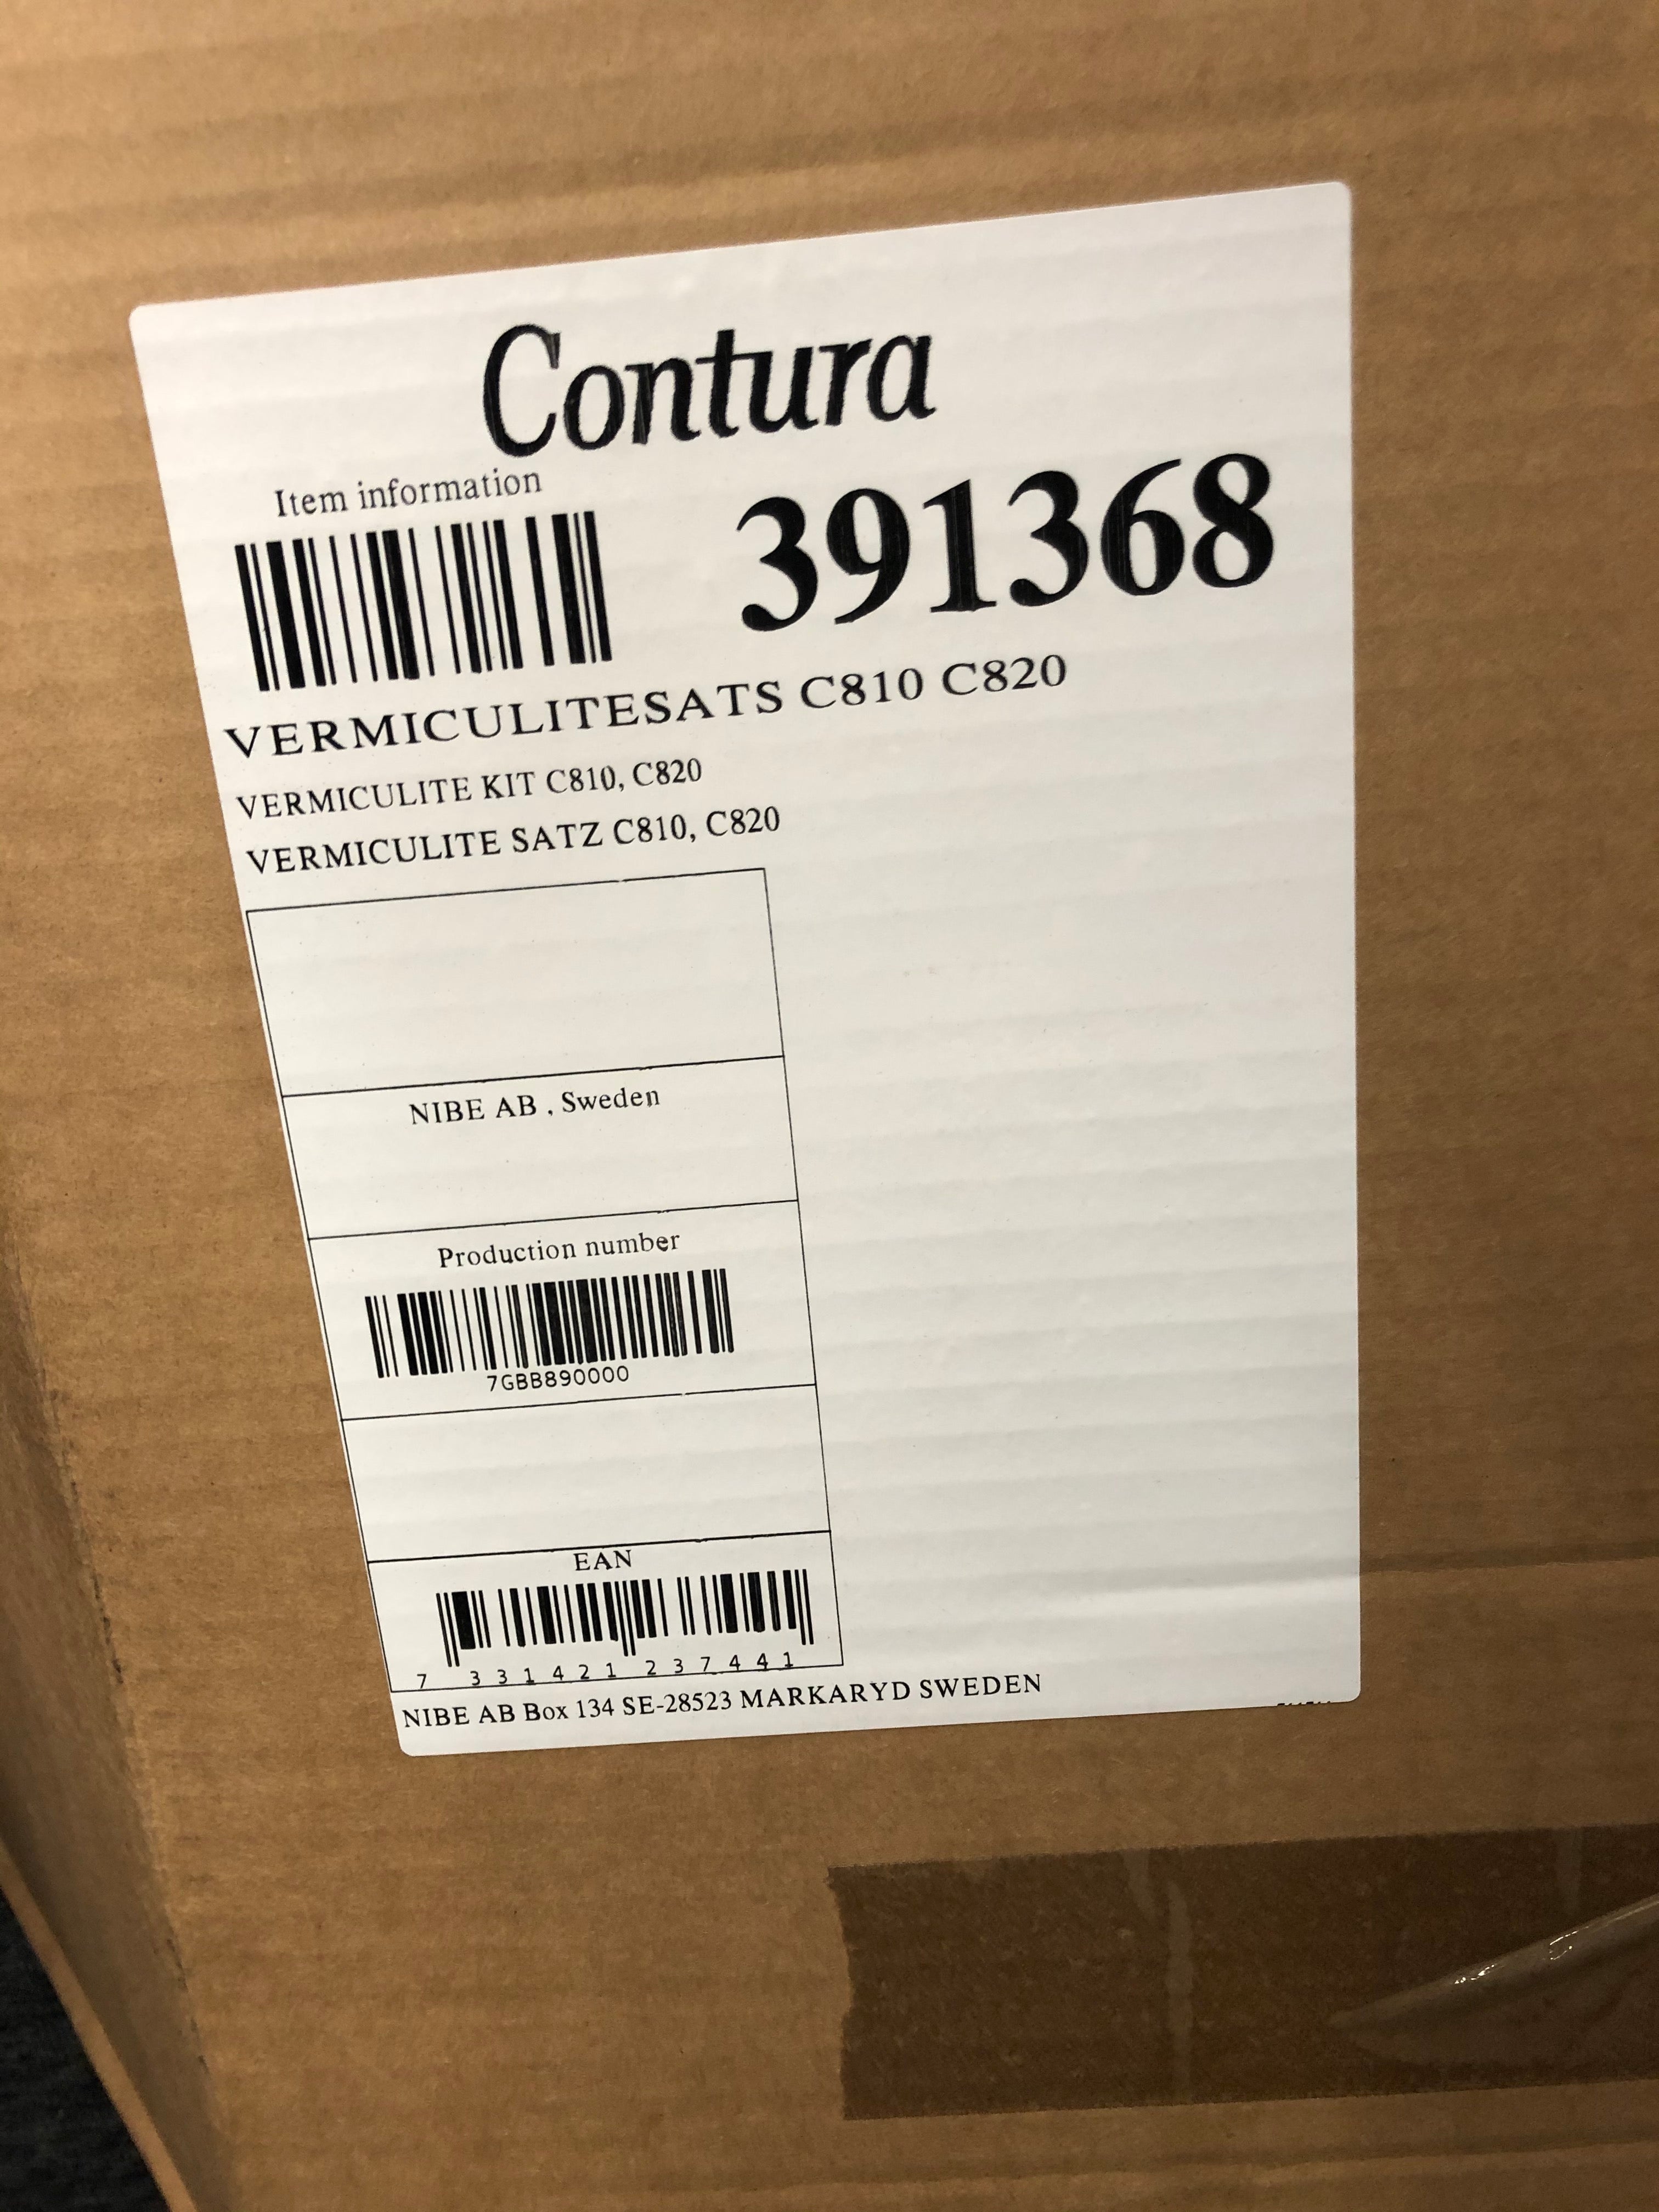 Contura
Item information
391368
VERMICULITESATS C810 C820
VERMICULITE KIT C810, C820
VERMICULITE SATZ C810, C820
NIBE AB , Sweden
Production number
7GBB890000
EAN
7 331421 237441
NIBE AB Box 134 SE-28523 MARKARYD SWEDEN